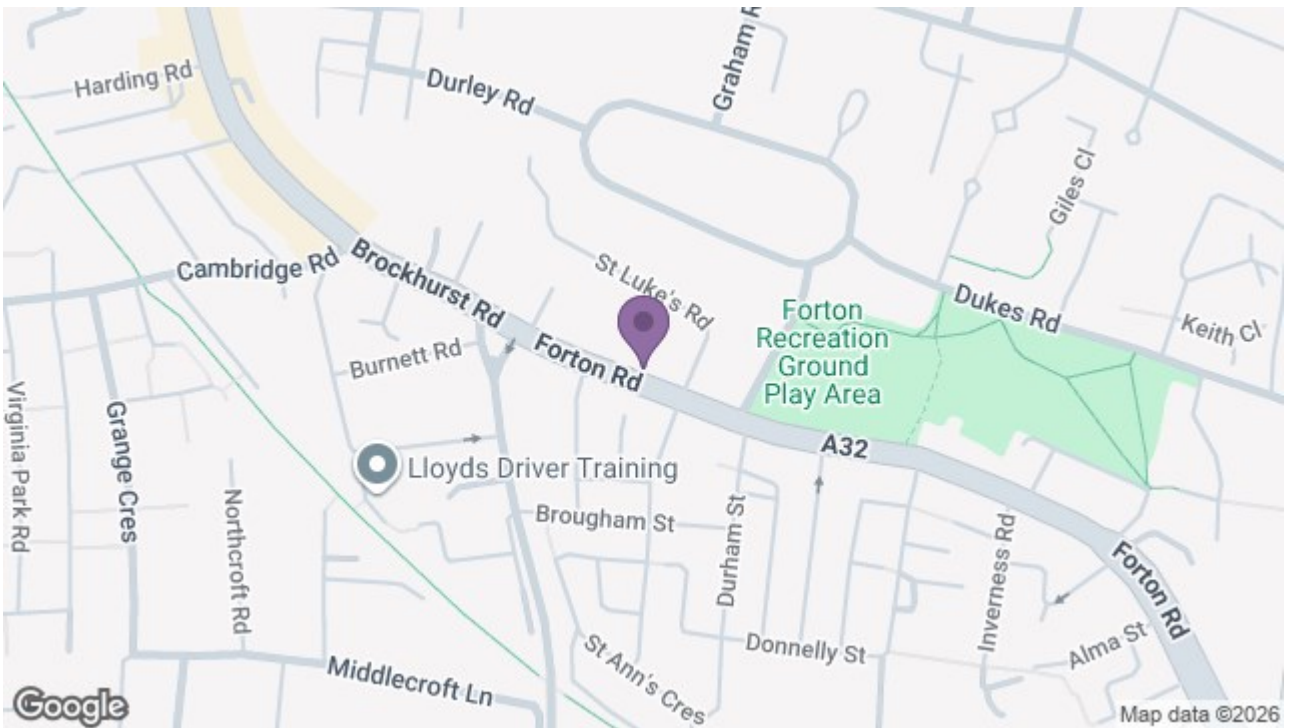 Harding Rd
Durley Rd
Graham R
Giles Cl
Cambridge Rd
Brockhurst Rd
St Luke's Rd
Dukes Rd
Keith Cl
Forton
Recreation
Ground
Play Area
Burnett Rd
Forton Rd
A32
Virginia Park Rd
Grange Cres
Northcroft Rd
Lloyds Driver Training
Brougham St
Durham St
Inverness Rd
Forton Rd
Donnelly St
Alma St
St Ann's Cres
Middlecroft Ln
Google
Map data ©2026